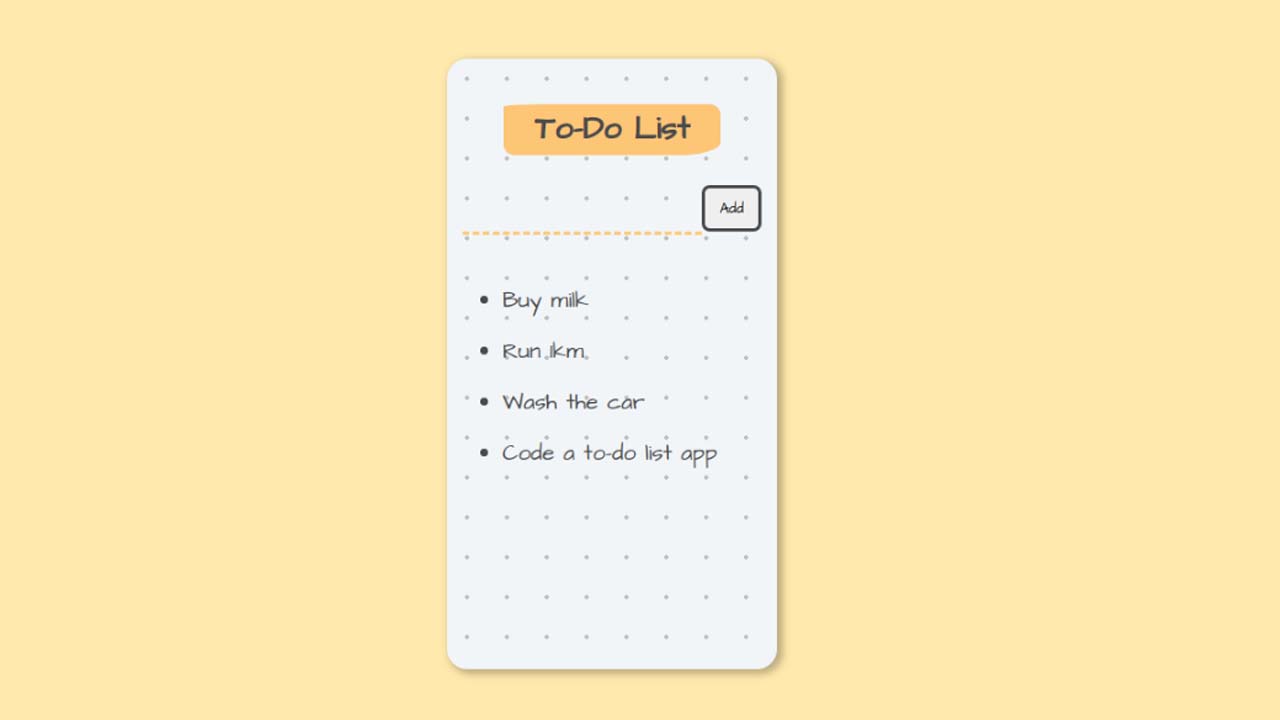 To-Do List
Add
Buy milk
Run 1km
Wash the car
Code a to-do list app